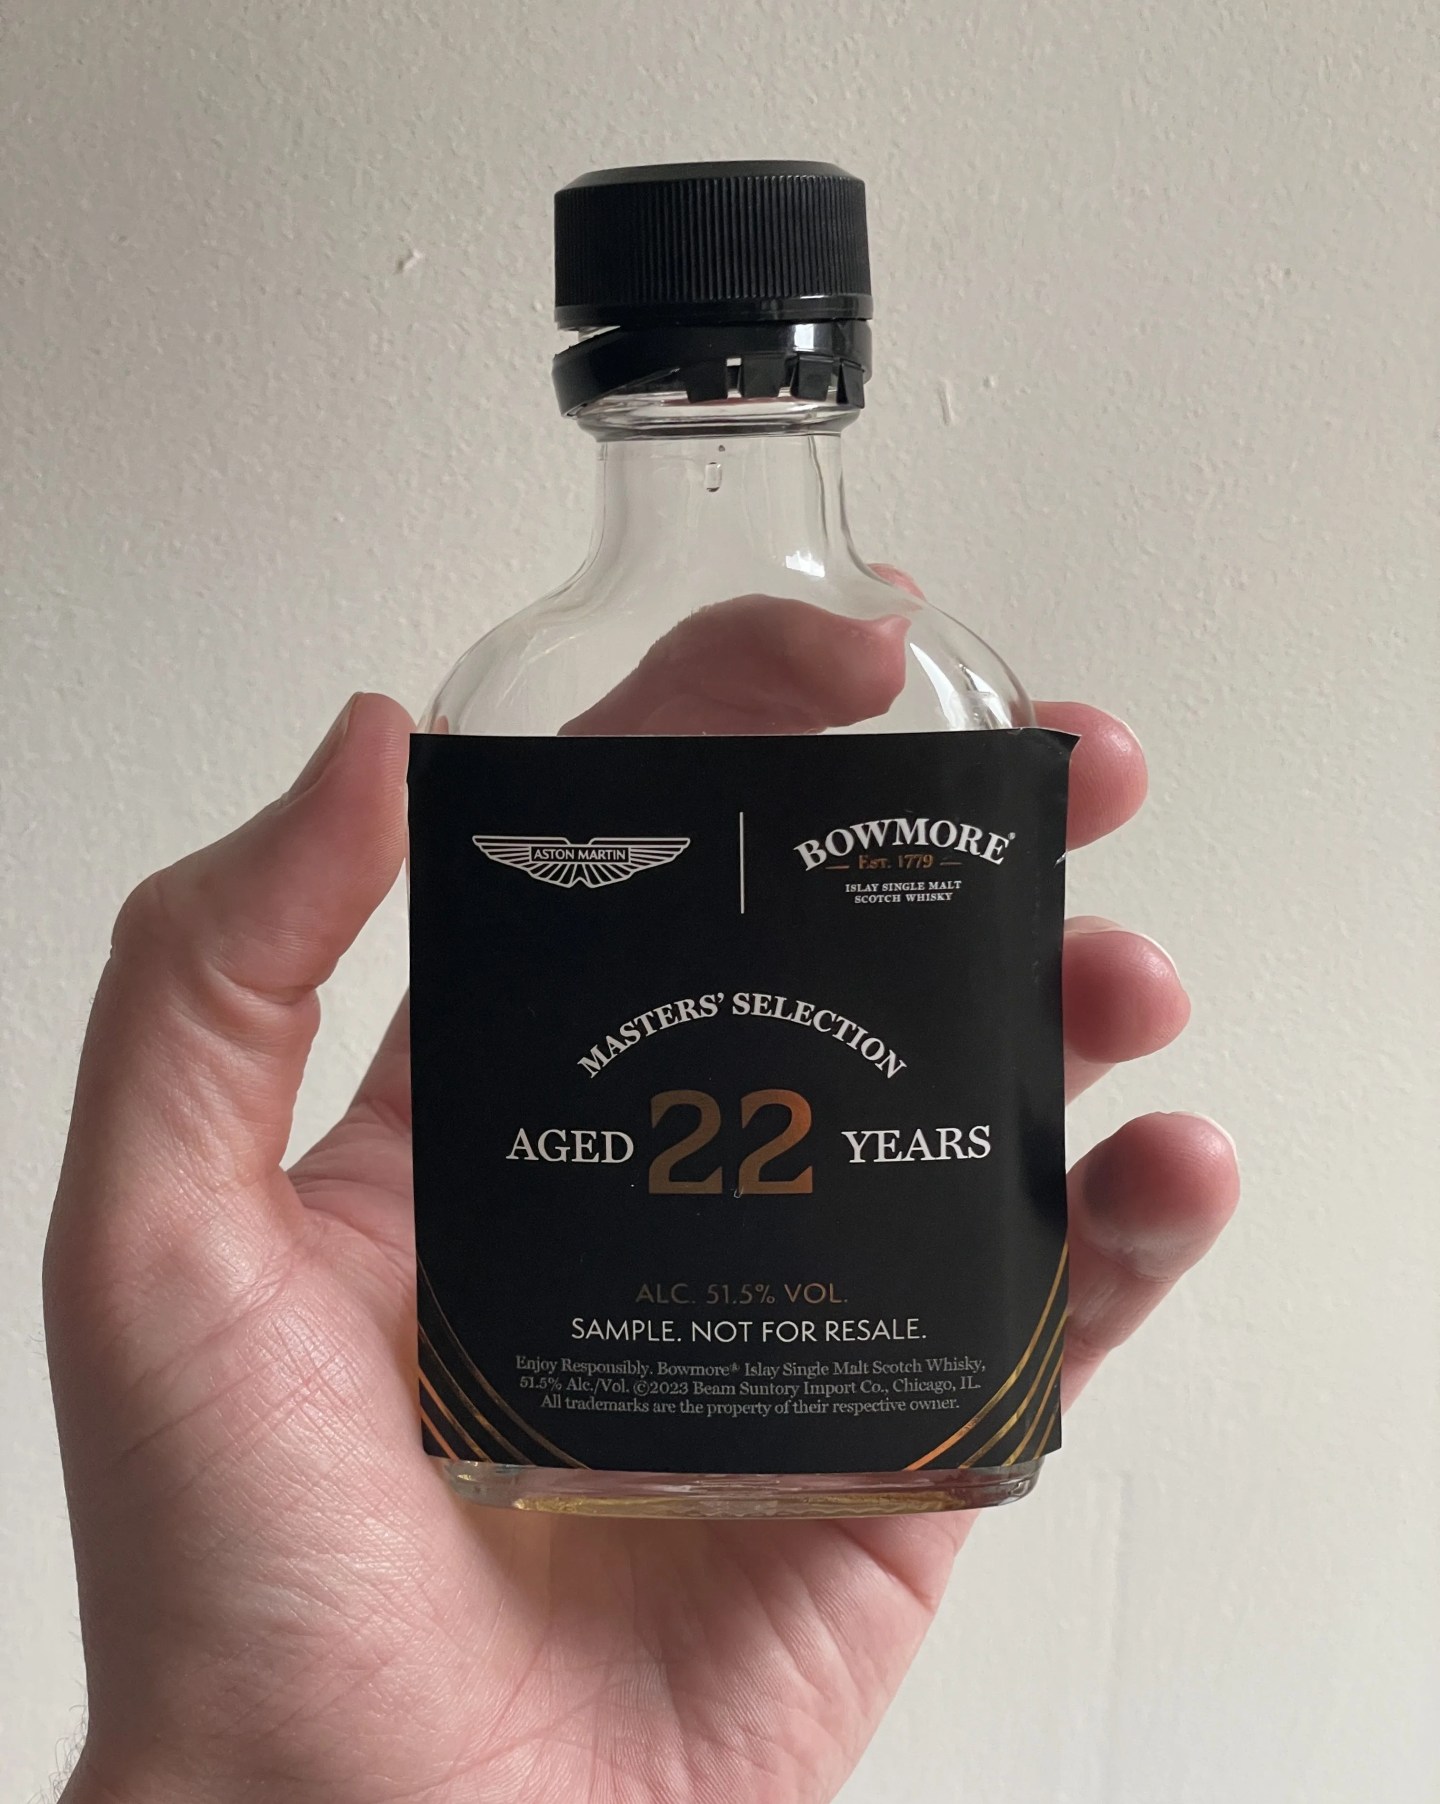 ASTON MARTIN
BOWMORE®
EST. 1779
ISLAY SINGLE MALT
SCOTCH WHISKY
MASTERS' SELECTION
AGED 22 YEARS
ALC. 51.5% VOL.
SAMPLE. NOT FOR RESALE.
Enjoy Responsibly. Bowmore® Islay Single Malt Scotch Whisky,
51.5% Alc./Vol. ©2023 Beam Suntory Import Co., Chicago, IL.
All trademarks are the property of their respective owner.